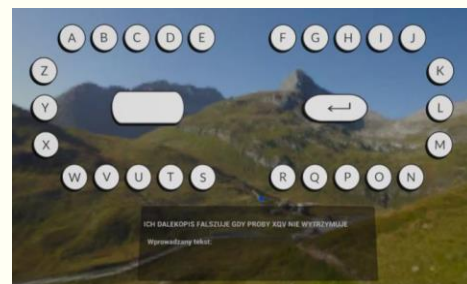 A B C D E F G H I J
Z K
Y L
X M
W V U T S R Q P O N
ICH DALEKOPIS FALSZUJE GDY PROBY XQV NIE WYTRZYMUJE
Wprowadzany tekst: